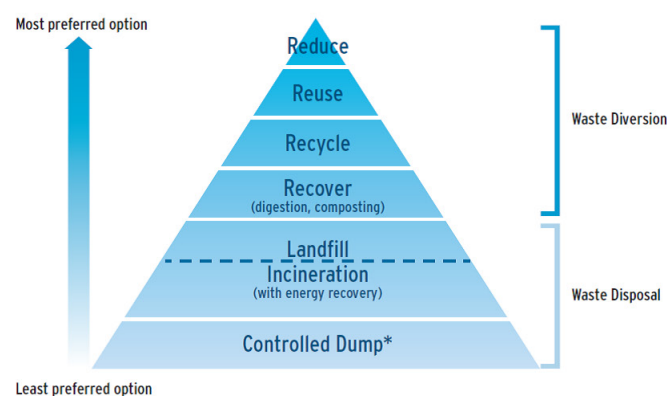 Most preferred option
Reduce
Reuse
Waste Diversion
Recycle
Recover
(digestion, composting)
Landfill
Incineration
(with energy recovery)
Waste Disposal
Controlled Dump*
Least preferred option